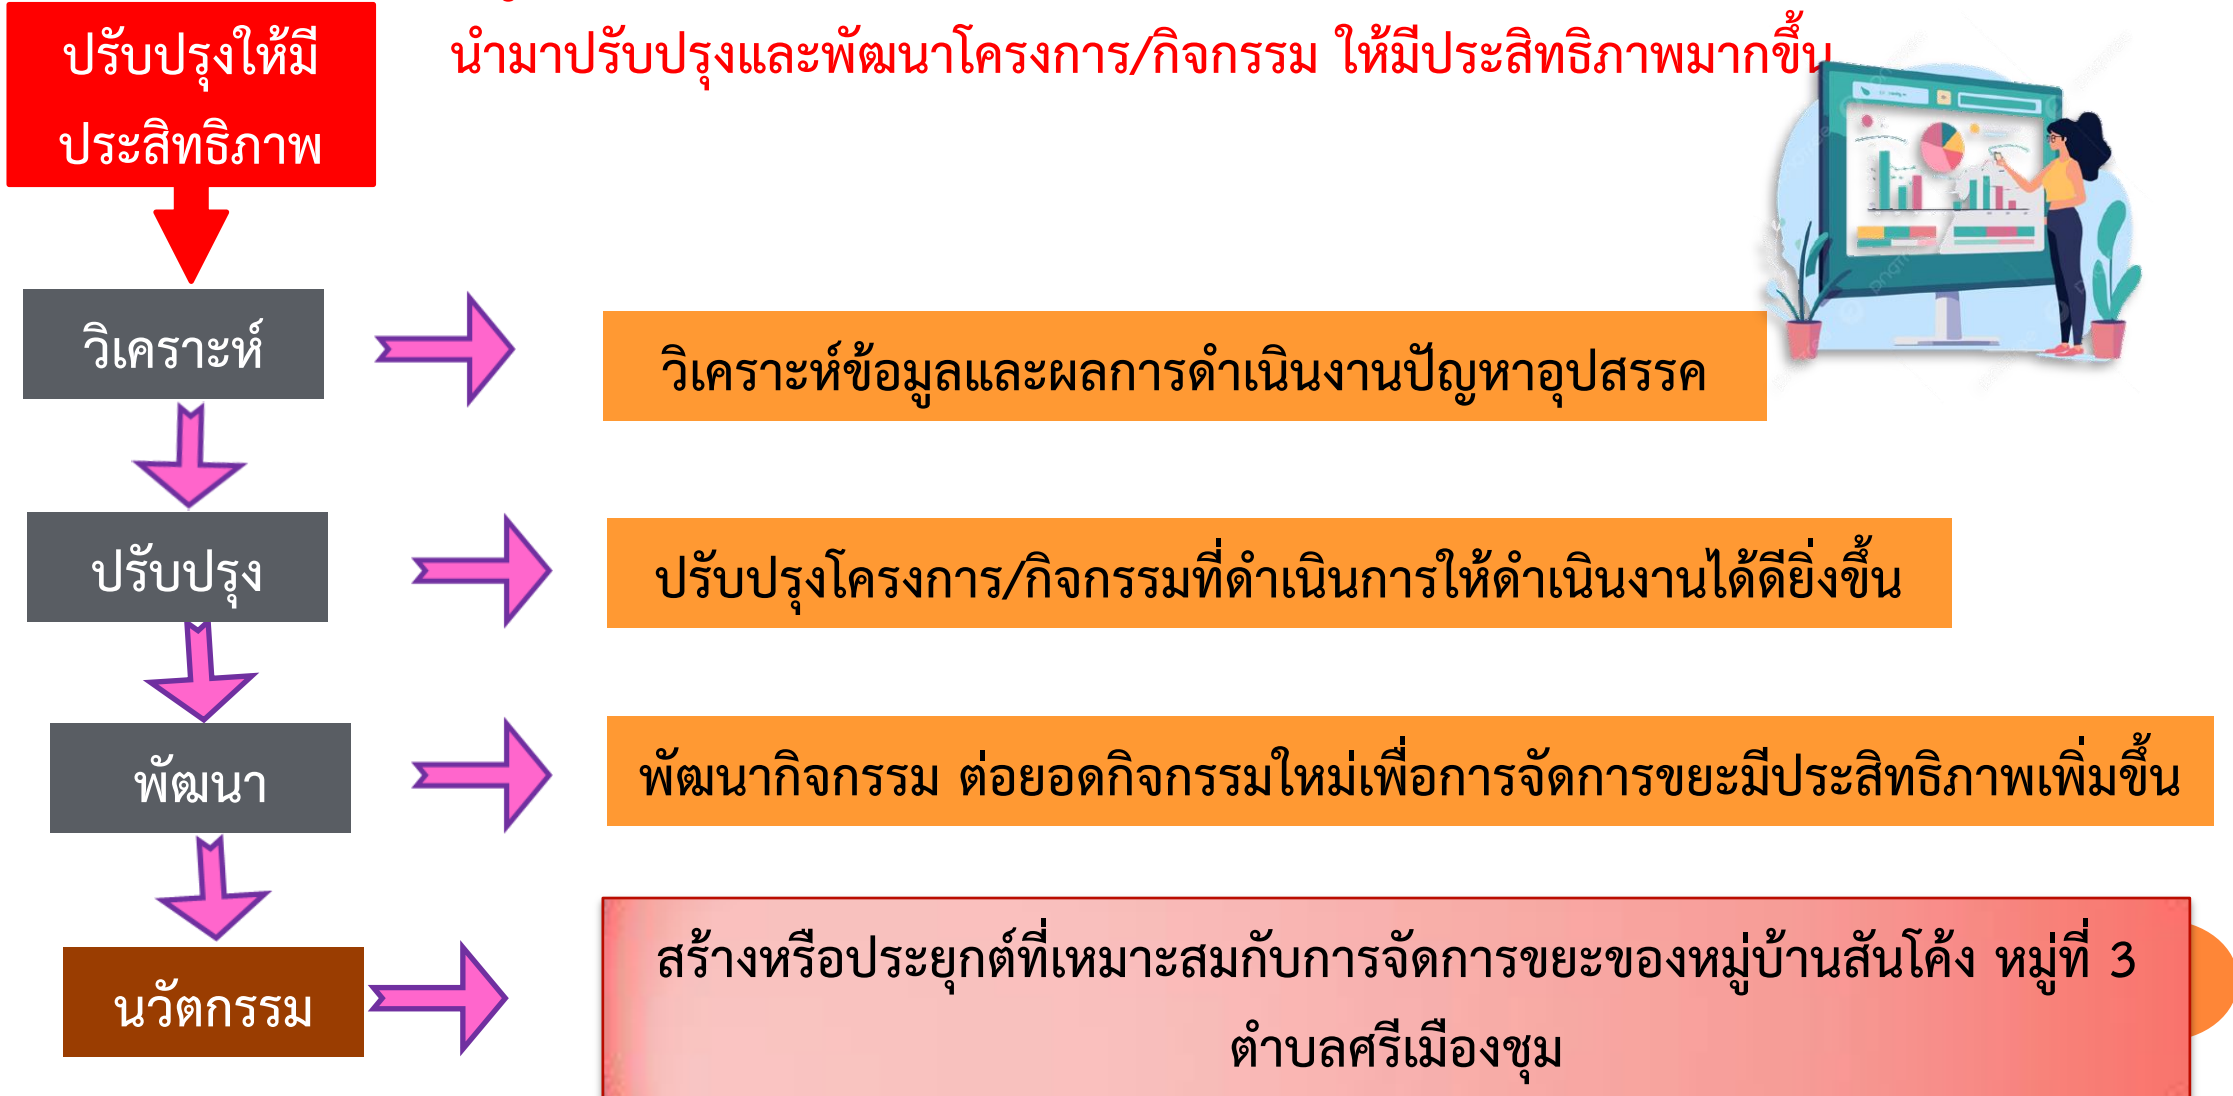 ปรับปรุงให้มี
ประสิทธิภาพ
นำมาปรับปรุงและพัฒนาโครงการ/กิจกรรม ให้มีประสิทธิภาพมากขึ้น
วิเคราะห์
วิเคราะห์ข้อมูลและผลการดำเนินงานปัญหาอุปสรรค
ปรับปรุง
ปรับปรุงโครงการ/กิจกรรมที่ดำเนินการให้ดำเนินงานได้ดียิ่งขึ้น
พัฒนา
พัฒนากิจกรรม ต่อยอดกิจกรรมใหม่เพื่อการจัดการขยะมีประสิทธิภาพเพิ่มขึ้น
นวัตกรรม
สร้างหรือประยุกต์ที่เหมาะสมกับการจัดการขยะของหมู่บ้านสันโค้ง หมู่ที่ 3
ตำบลศรีเมืองชุม